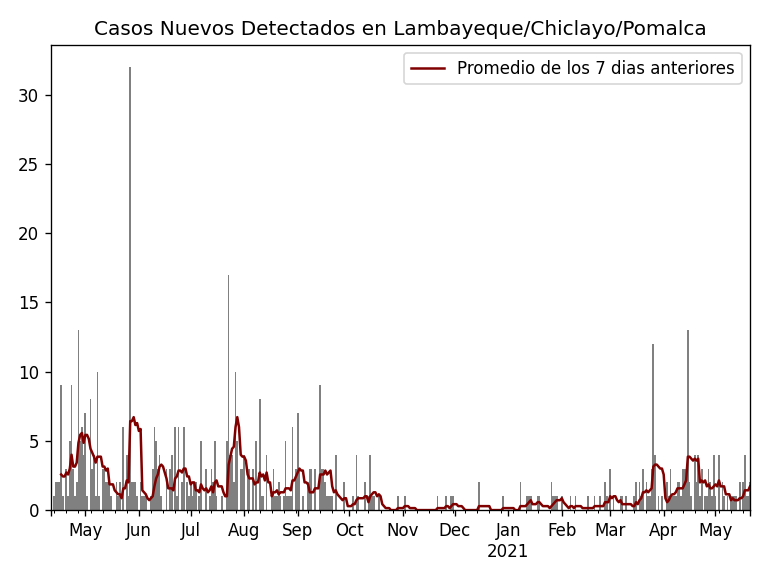 Casos Nuevos Detectados en Lambayeque/Chiclayo/Pomalca
Promedio de los 7 dias anteriores
30
25
20
15
10
5
0
May Jun Jul Aug Sep Oct Nov Dec Jan Feb Mar Apr May
2021